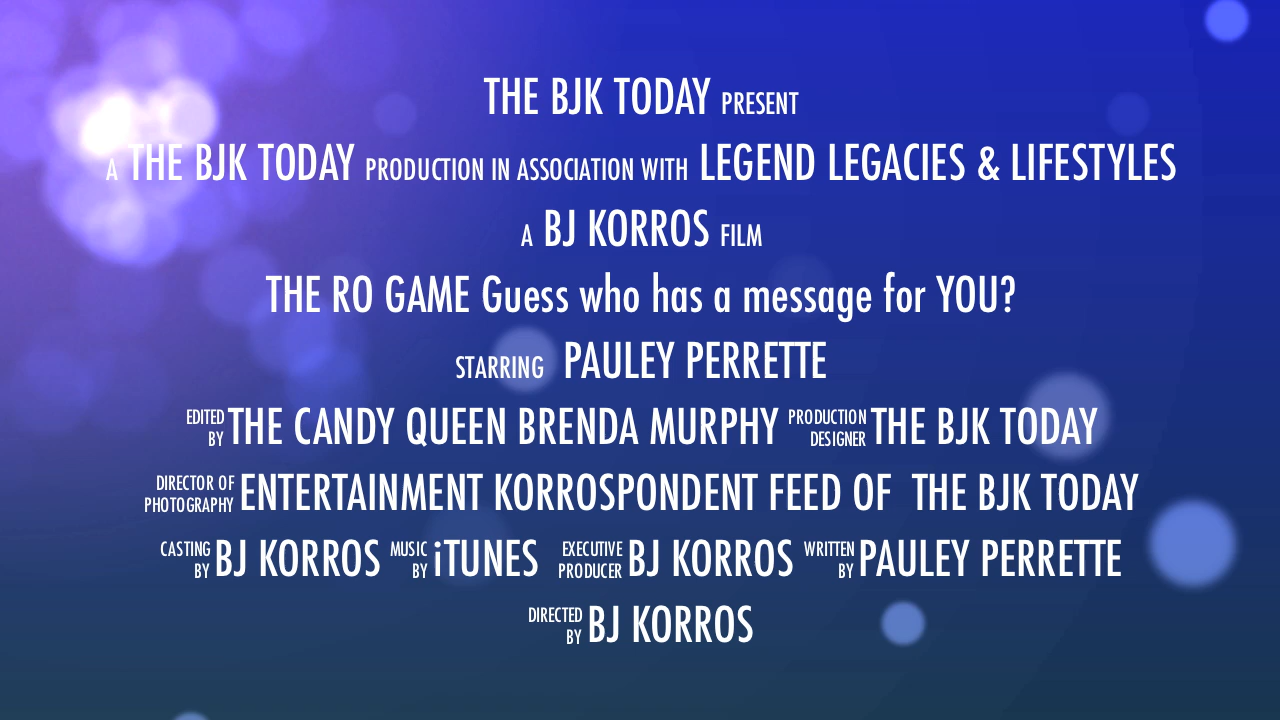 THE BJK TODAY PRESENT
A THE BJK TODAY PRODUCTION IN ASSOCIATION WITH LEGEND LEGACIES & LIFESTYLES
A BJ KORROS FILM
THE RO GAME Guess who has a message for YOU?
STARRING PAULEY PERRETTE
EDITED BY THE CANDY QUEEN BRENDA MURPHY PRODUCTION DESIGNER THE BJK TODAY
DIRECTOR OF PHOTOGRAPHY ENTERTAINMENT KORROSPONDENT FEED OF THE BJK TODAY
CASTING BY BJ KORROS MUSIC BY iTUNES EXECUTIVE PRODUCER BJ KORROS WRITTEN BY PAULEY PERRETTE
DIRECTED BY BJ KORROS